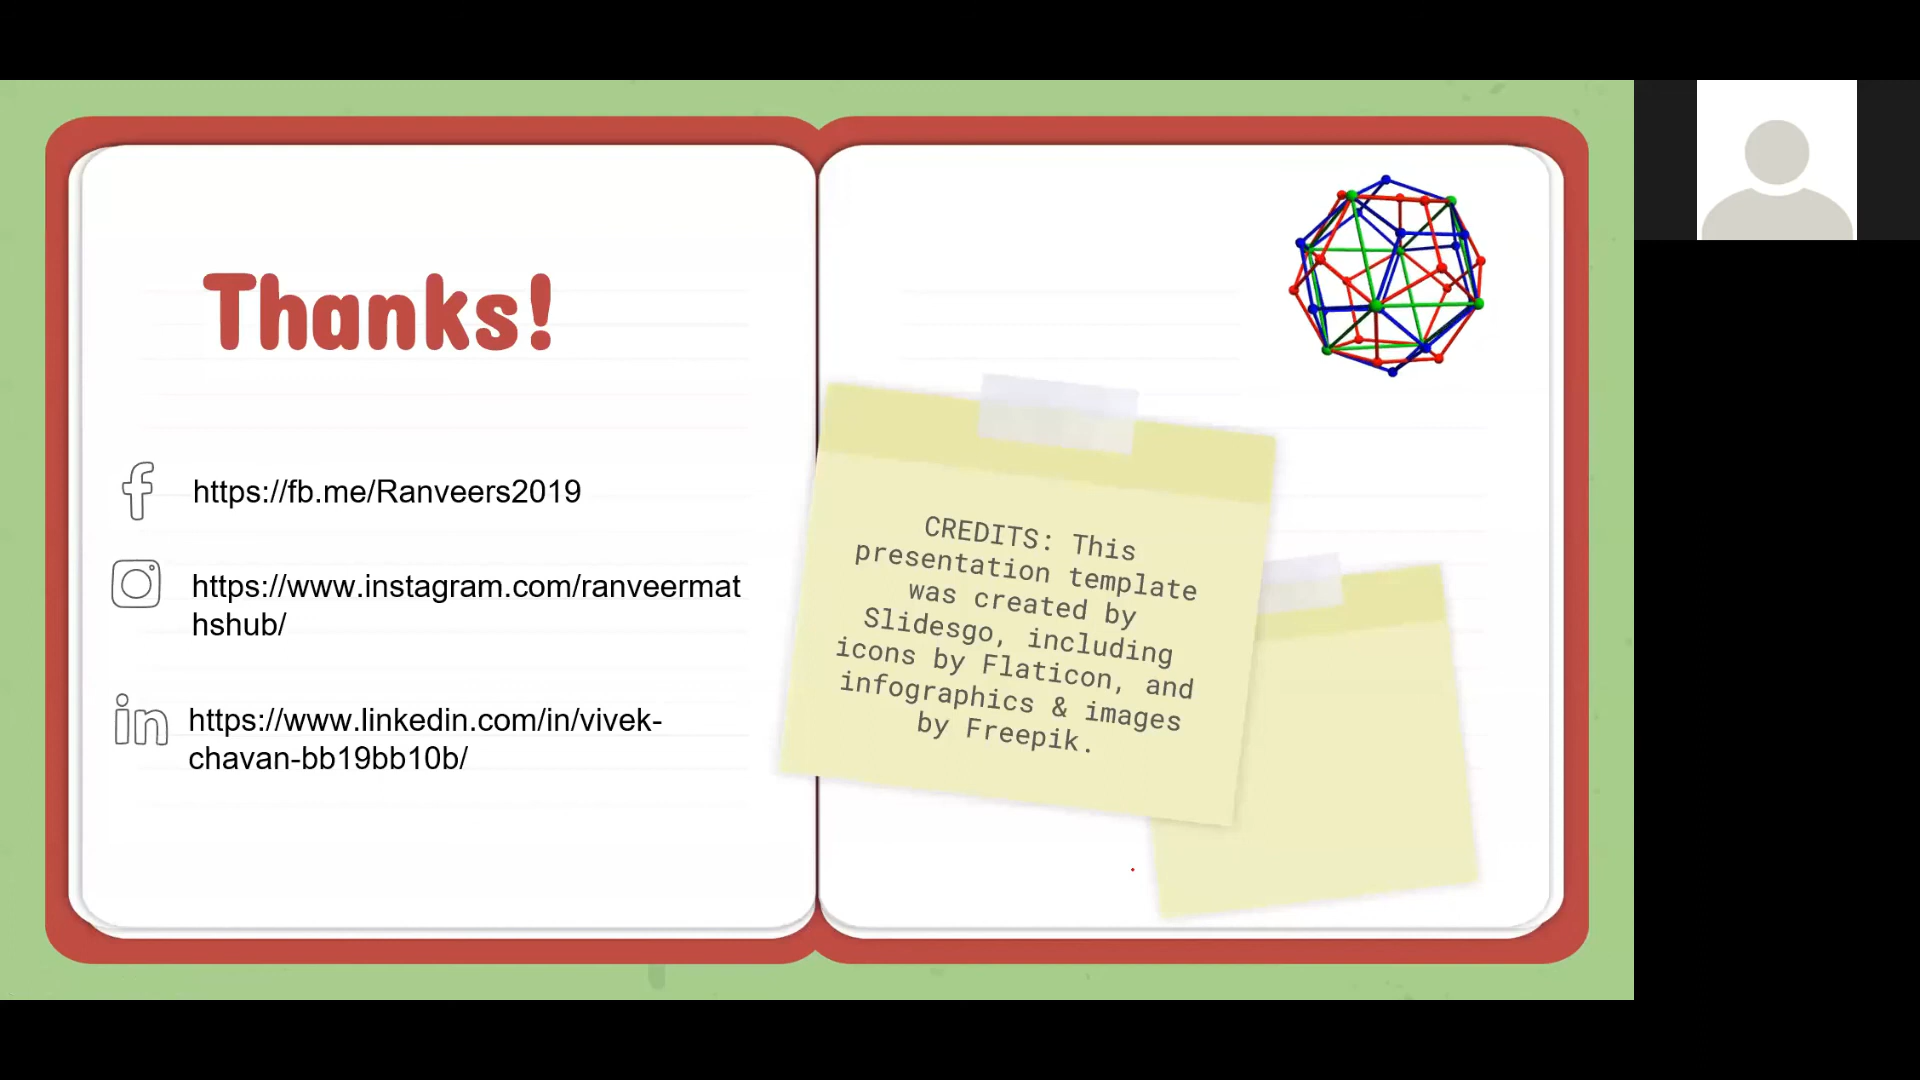 Thanks!
https://fb.me/Ranveers2019
https://www.instagram.com/ranveermat
hshub/
https://www.linkedin.com/in/vivek-
chavan-bb19bb10b/
CREDITS: This
presentation template
was created by
Slidesgo, including
icons by Flaticon, and
infographics & images
by Freepik.